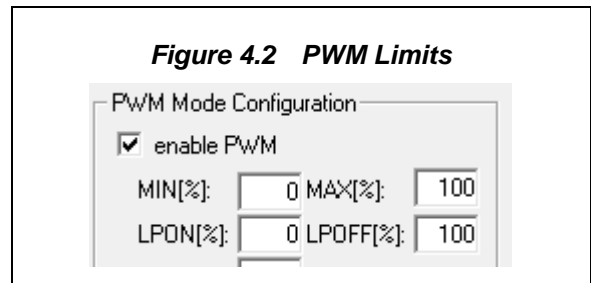 Figure 4.2 PWM Limits
PWM Mode Configuration
enable PWM
MIN[%]: 0 MAX[%]: 100
LPON[%]: 0 LPOFF[%]: 100